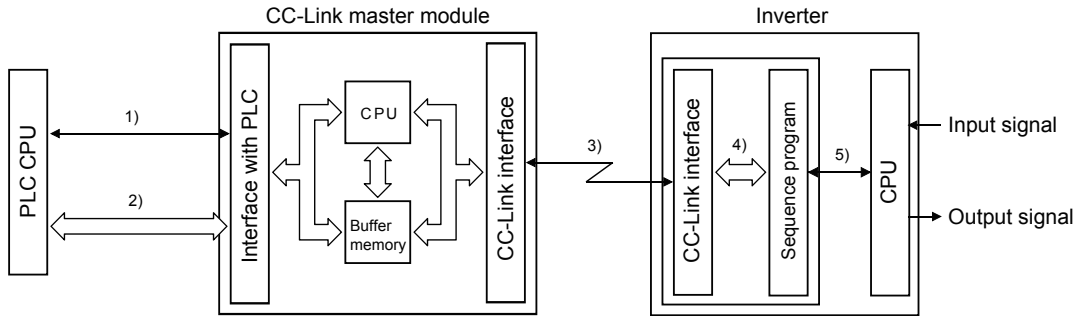 CC-Link master module
Inverter
PLC CPU
1)
2)
Interface with PLC
CPU
Buffer
memory
CC-Link interface
3)
CC-Link interface
4)
Sequence program
5)
CPU
Input signal
Output signal